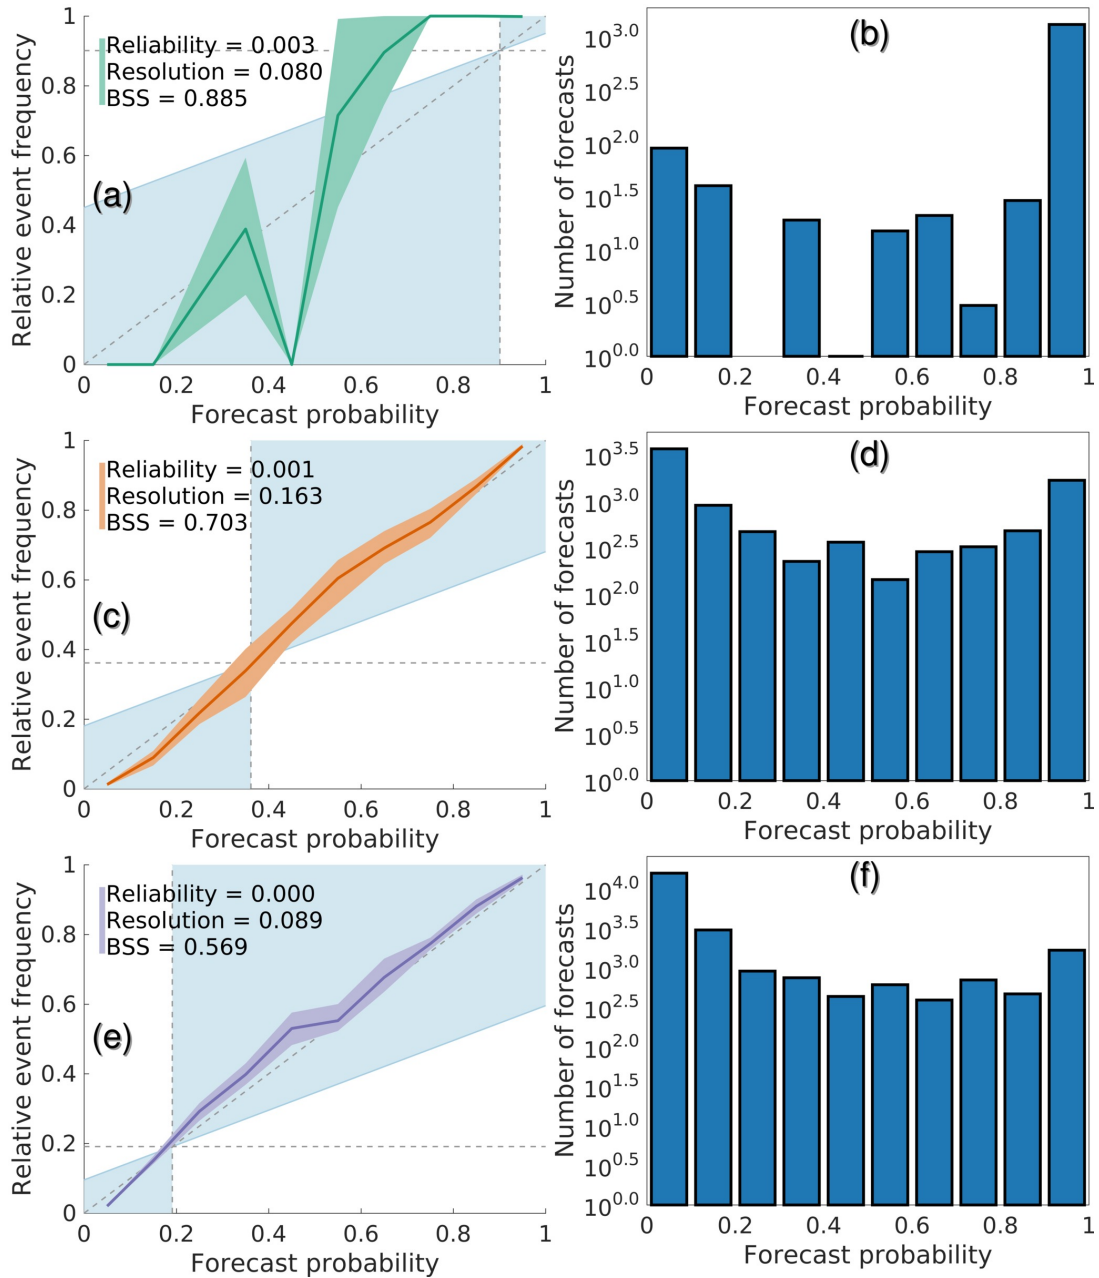 Reliability = 0.003
Resolution = 0.080
BSS = 0.885
(a)
Relative event frequency
1
0.8
0.6
0.4
0.2
0
0 0.2 0.4 0.6 0.8 1
Forecast probability
(b)
Number of forecasts
10^3.0
10^2.5
10^2.0
10^1.5
10^1.0
10^0.5
10^0.0
0 0.2 0.4 0.6 0.8 1
Forecast probability
Reliability = 0.001
Resolution = 0.163
BSS = 0.703
(c)
Relative event frequency
1
0.8
0.6
0.4
0.2
0
0 0.2 0.4 0.6 0.8 1
Forecast probability
(d)
Number of forecasts
10^3.5
10^3.0
10^2.5
10^2.0
10^1.5
10^1.0
10^0.5
10^0.0
0 0.2 0.4 0.6 0.8 1
Forecast probability
Reliability = 0.000
Resolution = 0.089
BSS = 0.569
(e)
Relative event frequency
1
0.8
0.6
0.4
0.2
0
0 0.2 0.4 0.6 0.8 1
Forecast probability
(f)
Number of forecasts
10^4.0
10^3.5
10^3.0
10^2.5
10^2.0
10^1.5
10^1.0
10^0.5
10^0.0
0 0.2 0.4 0.6 0.8 1
Forecast probability